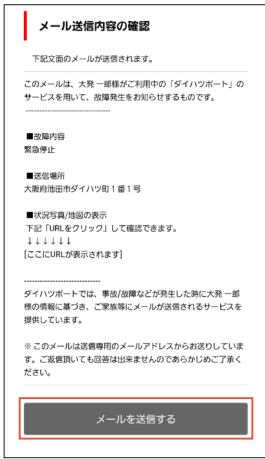 メール送信内容の確認
下記文面のメールが送信されます。
このメールは、大発 一郎様がご利用中の「ダイハツポート」の
サービスを用いて、故障発生をお知らせするものです。
--------------------------------
■故障内容
緊急停止
■送信場所
大阪府池田市ダイハツ町１番１号
■状況写真/地図の表示
下記「URLをクリック」して確認できます。
↓↓↓↓↓↓
[ここにURLが表示されます]
-----------------------------
ダイハツポートでは、事故/故障などが発生した時に大発 一郎
様の情報に基づき、ご家族等にメールが送信されるサービスを
提供しています。
※ このメールは送信専用のメールアドレスからお送りしていま
す。ご返信頂いても回答は出来ませんのであらかじめご了承く
ださい。
メールを送信する